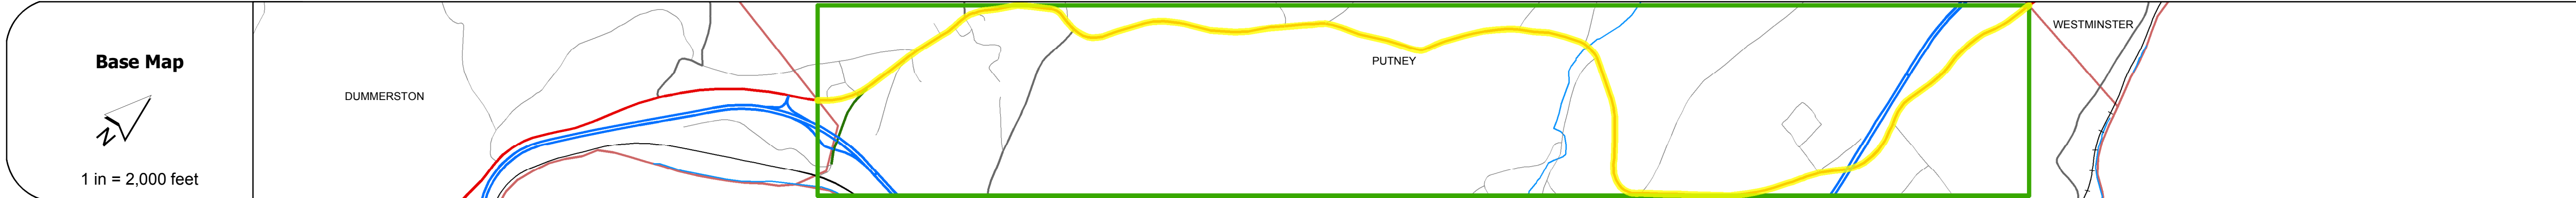 Base Map
N
1 in = 2,000 feet
DUMMERSTON
PUTNEY
WESTMINSTER